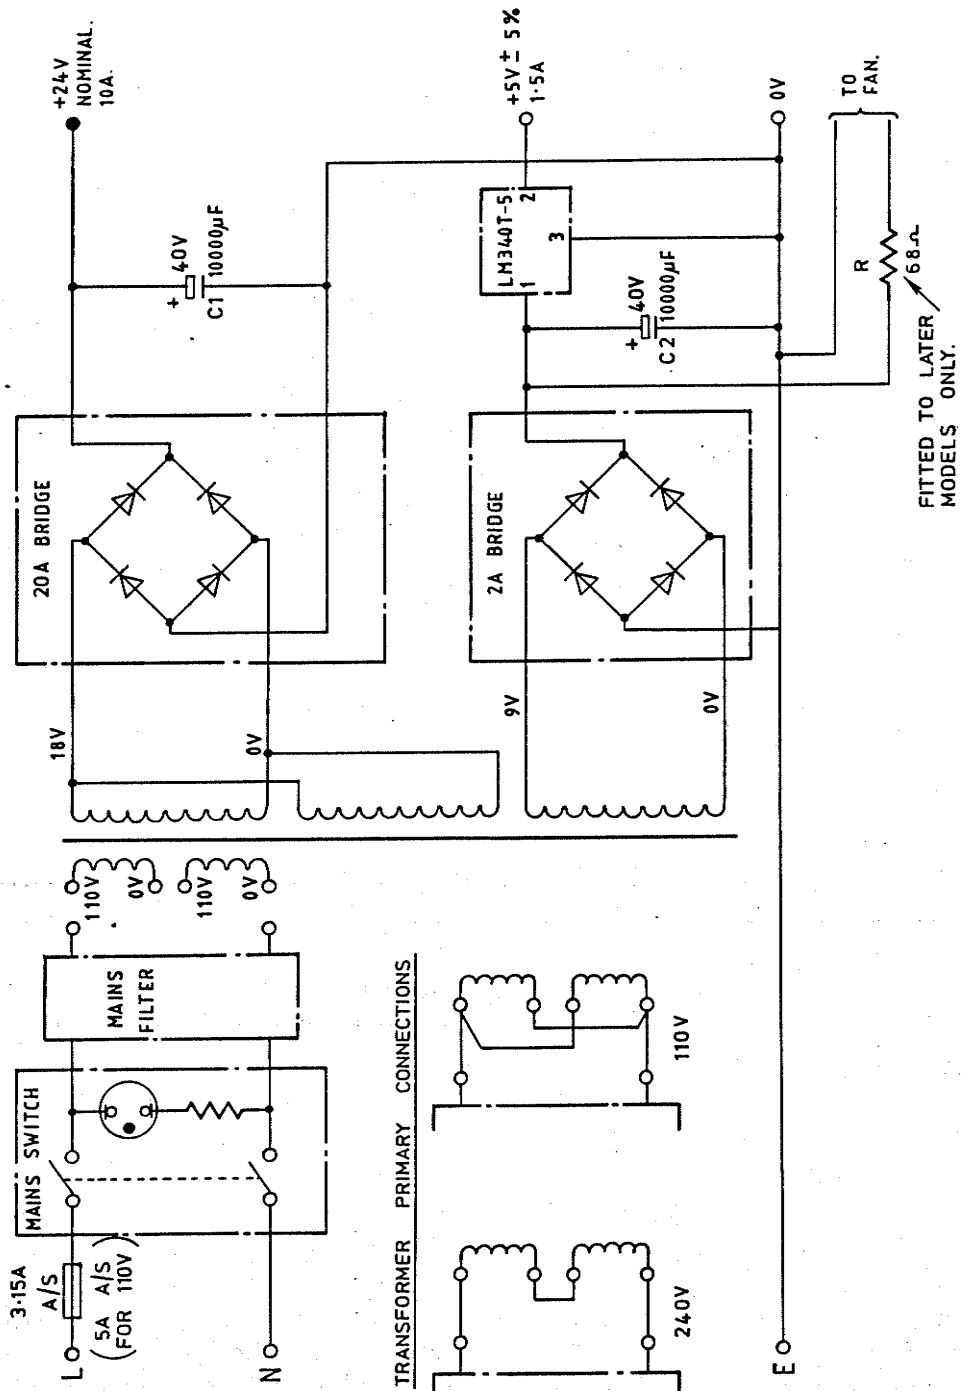 3·15A
A/S
L
(5A A/S
FOR 110V)
N
MAINS SWITCH
MAINS
FILTER
110V
0V
110V
0V
18V
0V
20A BRIDGE
+
40V
C1 10000µF
+24V
NOMINAL.
10A.
9V
0V
2A BRIDGE
+
40V
C2 10000µF
LM340T-5
1
2
3
+5V ± 5%
1·5A
0V
TO
FAN.
R
68Ω
FITTED TO LATER
MODELS ONLY.
TRANSFORMER PRIMARY CONNECTIONS
240V
110V
E